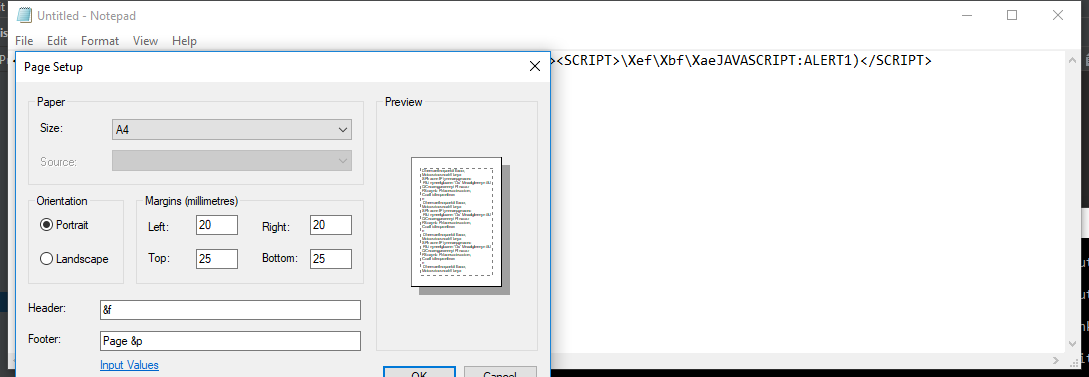 Untitled - Notepad
File Edit Format View Help
><SCRIPT>\Xef\Xbf\XaeJAVASCRIPT:ALERT1)</SCRIPT>
Page Setup
Paper
Size: A4
Source:
Orientation
Portrait
Landscape
Margins (millimetres)
Left: 20 Right: 20
Top: 25 Bottom: 25
Preview
Header: &f
Footer: Page &p
Input Values
OK Cancel